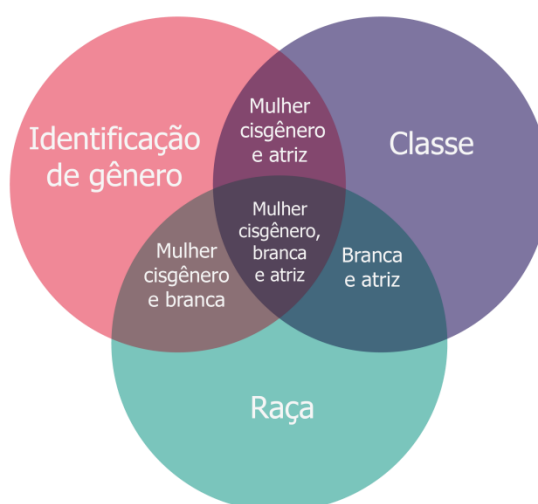 Identificação
de gênero
Mulher
cisgênero
e atriz
Classe
Mulher
cisgênero,
branca
e atriz
Mulher
cisgênero
e branca
Branca
e atriz
Raça